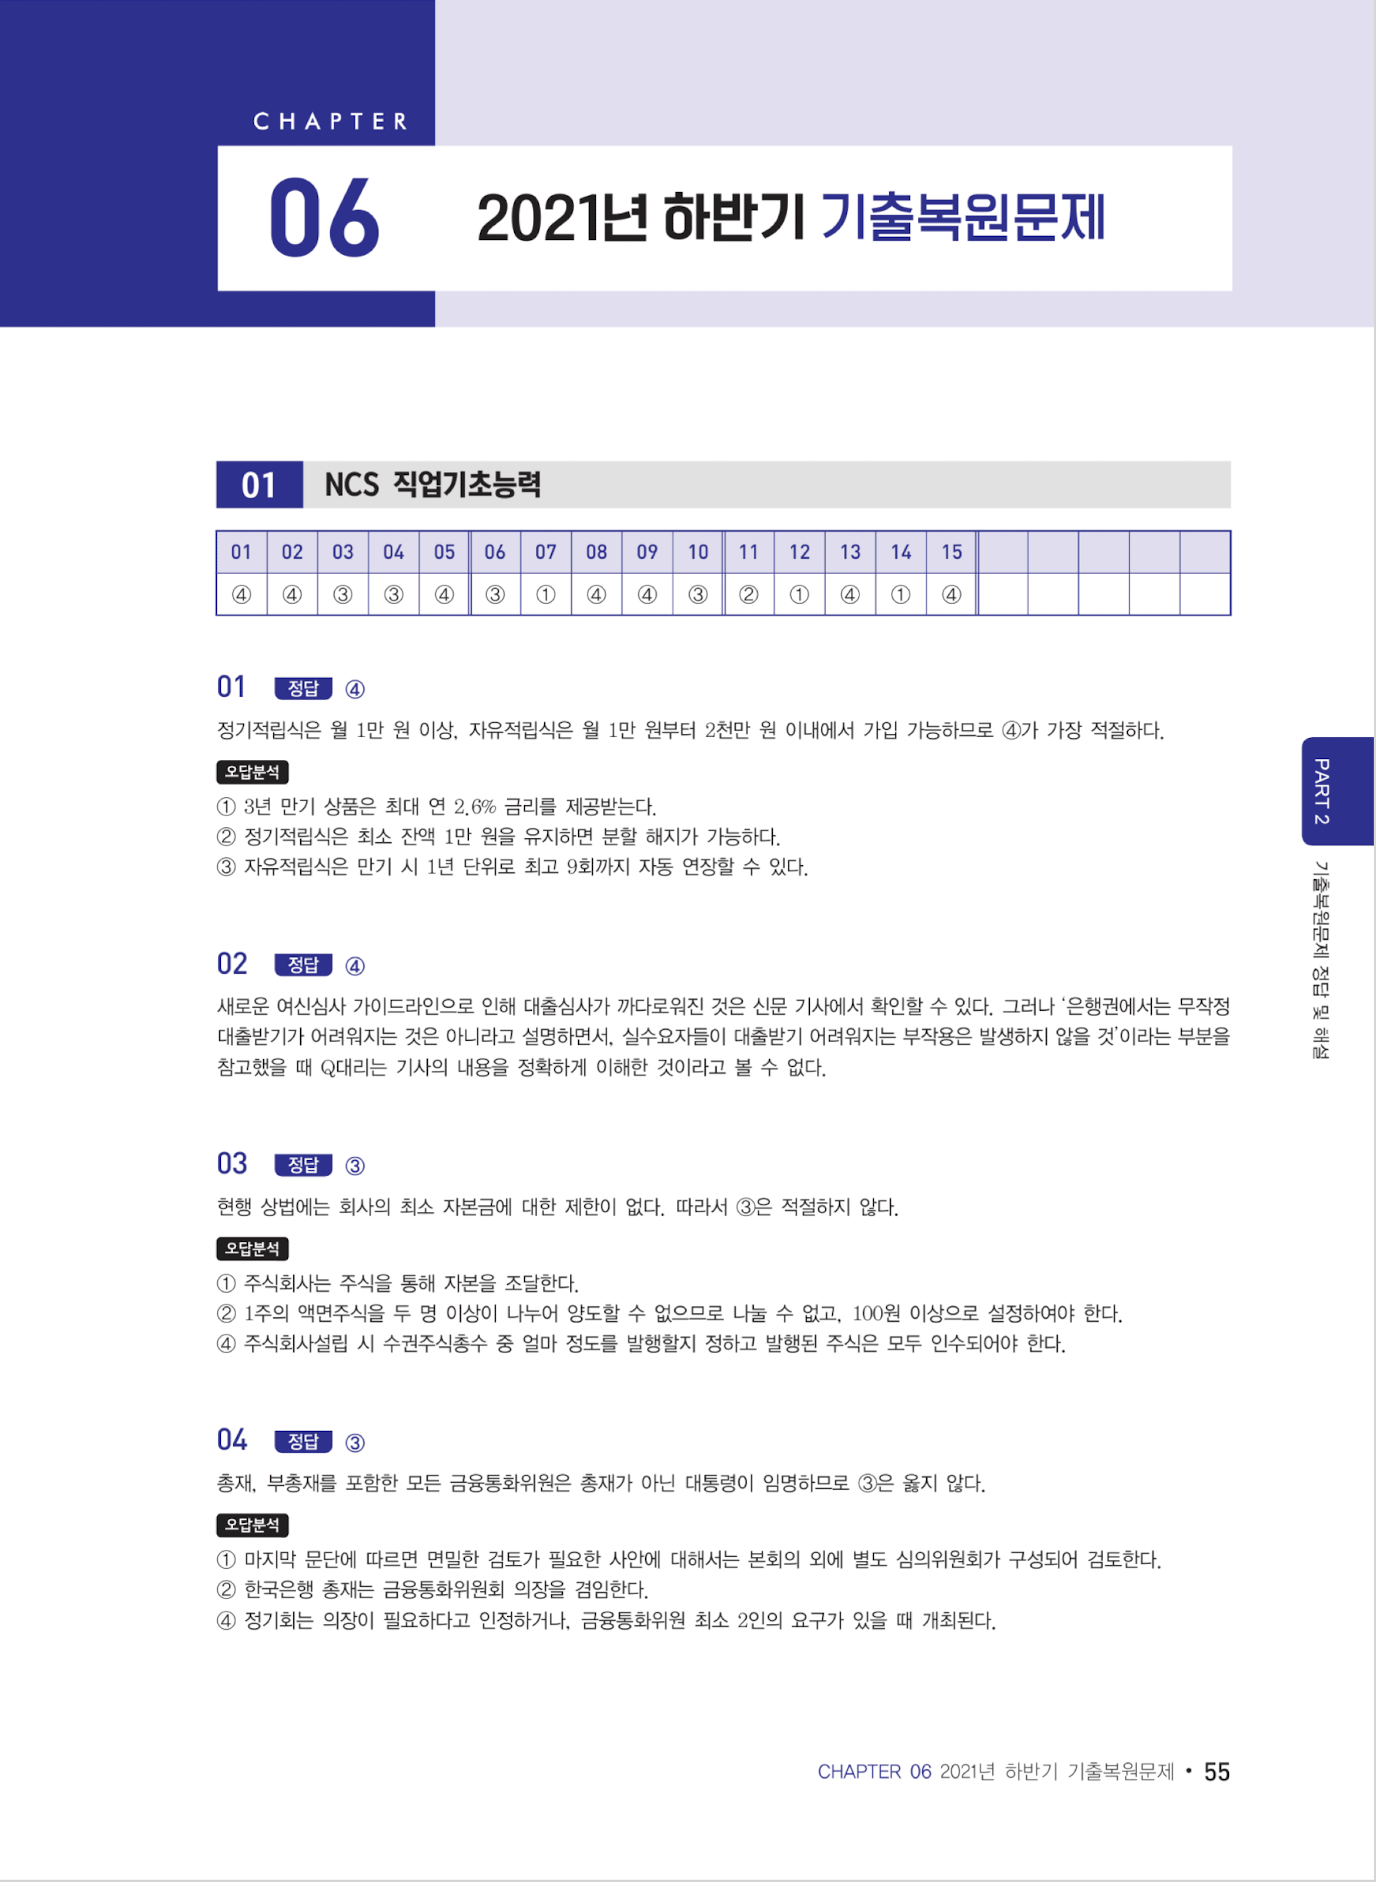 CHAPTER
06 2021년 하반기 기출복원문제
01 NCS 직업기초능력
01 02 03 04 05 06 07 08 09 10 11 12 13 14 15
④ ④ ③ ③ ④ ③ ① ④ ④ ③ ② ① ④ ① ④
01 정답 ④
정기적립식은 월 1만 원 이상, 자유적립식은 월 1만 원부터 2천만 원 이내에서 가입 가능하므로 ④가 가장 적절하다.
오답분석
① 3년 만기 상품은 최대 연 2.6% 금리를 제공받는다.
② 정기적립식은 최소 잔액 1만 원을 유지하면 분할 해지가 가능하다.
③ 자유적립식은 만기 시 1년 단위로 최고 9회까지 자동 연장할 수 있다.
02 정답 ④
새로운 여신심사 가이드라인으로 인해 대출심사가 까다로워진 것은 신문 기사에서 확인할 수 있다. 그러나 ‘은행권에서는 무작정
대출받기가 어려워지는 것은 아니라고 설명하면서, 실수요자들이 대출받기 어려워지는 부작용은 발생하지 않을 것’이라는 부분을
참고했을 때 Q대리는 기사의 내용을 정확하게 이해한 것이라고 볼 수 없다.
03 정답 ③
현행 상법에는 회사의 최소 자본금에 대한 제한이 없다. 따라서 ③은 적절하지 않다.
오답분석
① 주식회사는 주식을 통해 자본을 조달한다.
② 1주의 액면주식을 두 명 이상이 나누어 양도할 수 없으므로 나눌 수 없고, 100원 이상으로 설정하여야 한다.
④ 주식회사설립 시 수권주식총수 중 얼마 정도를 발행할지 정하고 발행된 주식은 모두 인수되어야 한다.
04 정답 ③
총재, 부총재를 포함한 모든 금융통화위원은 총재가 아닌 대통령이 임명하므로 ③은 옳지 않다.
오답분석
① 마지막 문단에 따르면 면밀한 검토가 필요한 사안에 대해서는 본회의 외에 별도 심의위원회가 구성되어 검토한다.
② 한국은행 총재는 금융통화위원회 의장을 겸임한다.
④ 정기회는 의장이 필요하다고 인정하거나, 금융통화위원 최소 2인의 요구가 있을 때 개최된다.
PART 2
기출복원문제 정답 및 해설
CHAPTER 06 2021년 하반기 기출복원문제 • 55